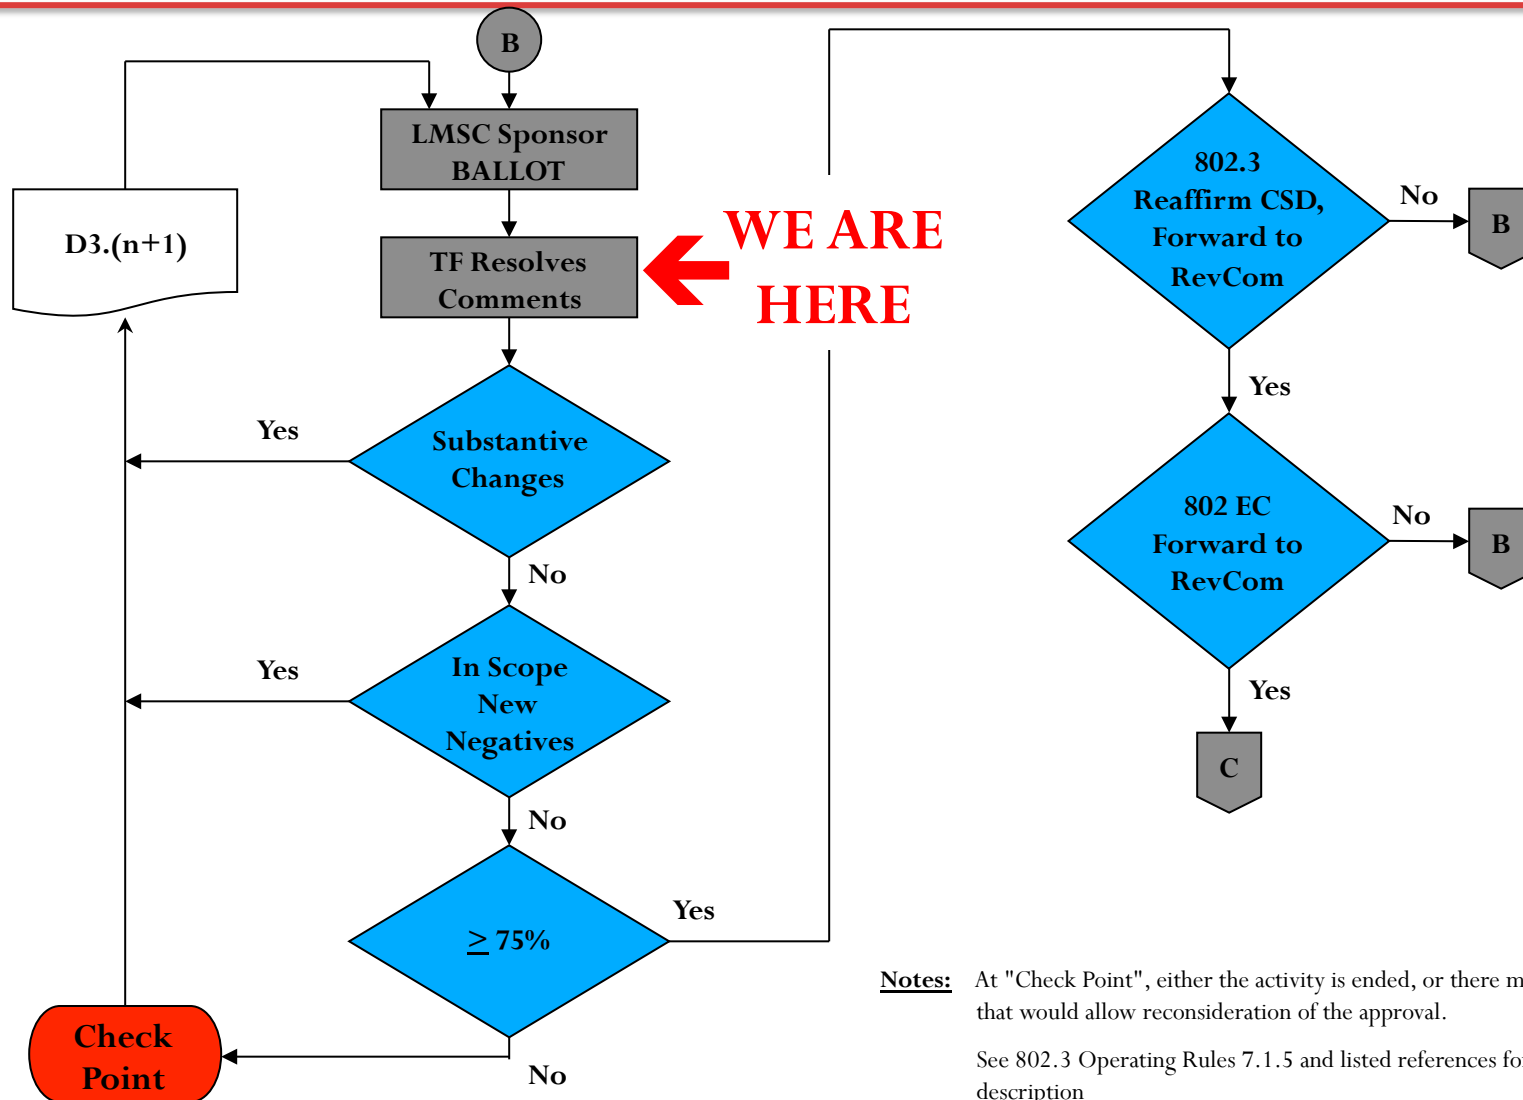 B
LMSC Sponsor
BALLOT
D3.(n+1)
TF Resolves
Comments
WE ARE
HERE
Yes
Substantive
Changes
No
Yes
In Scope
New
Negatives
No
≥ 75%
Yes
Check
Point
No
802.3
Reaffirm CSD,
Forward to
RevCom
No
B
Yes
802 EC
Forward to
RevCom
No
B
Yes
C
Notes: At "Check Point", either the activity is ended, or there
that would allow reconsideration of the approval.
See 802.3 Operating Rules 7.1.5 and listed references
description